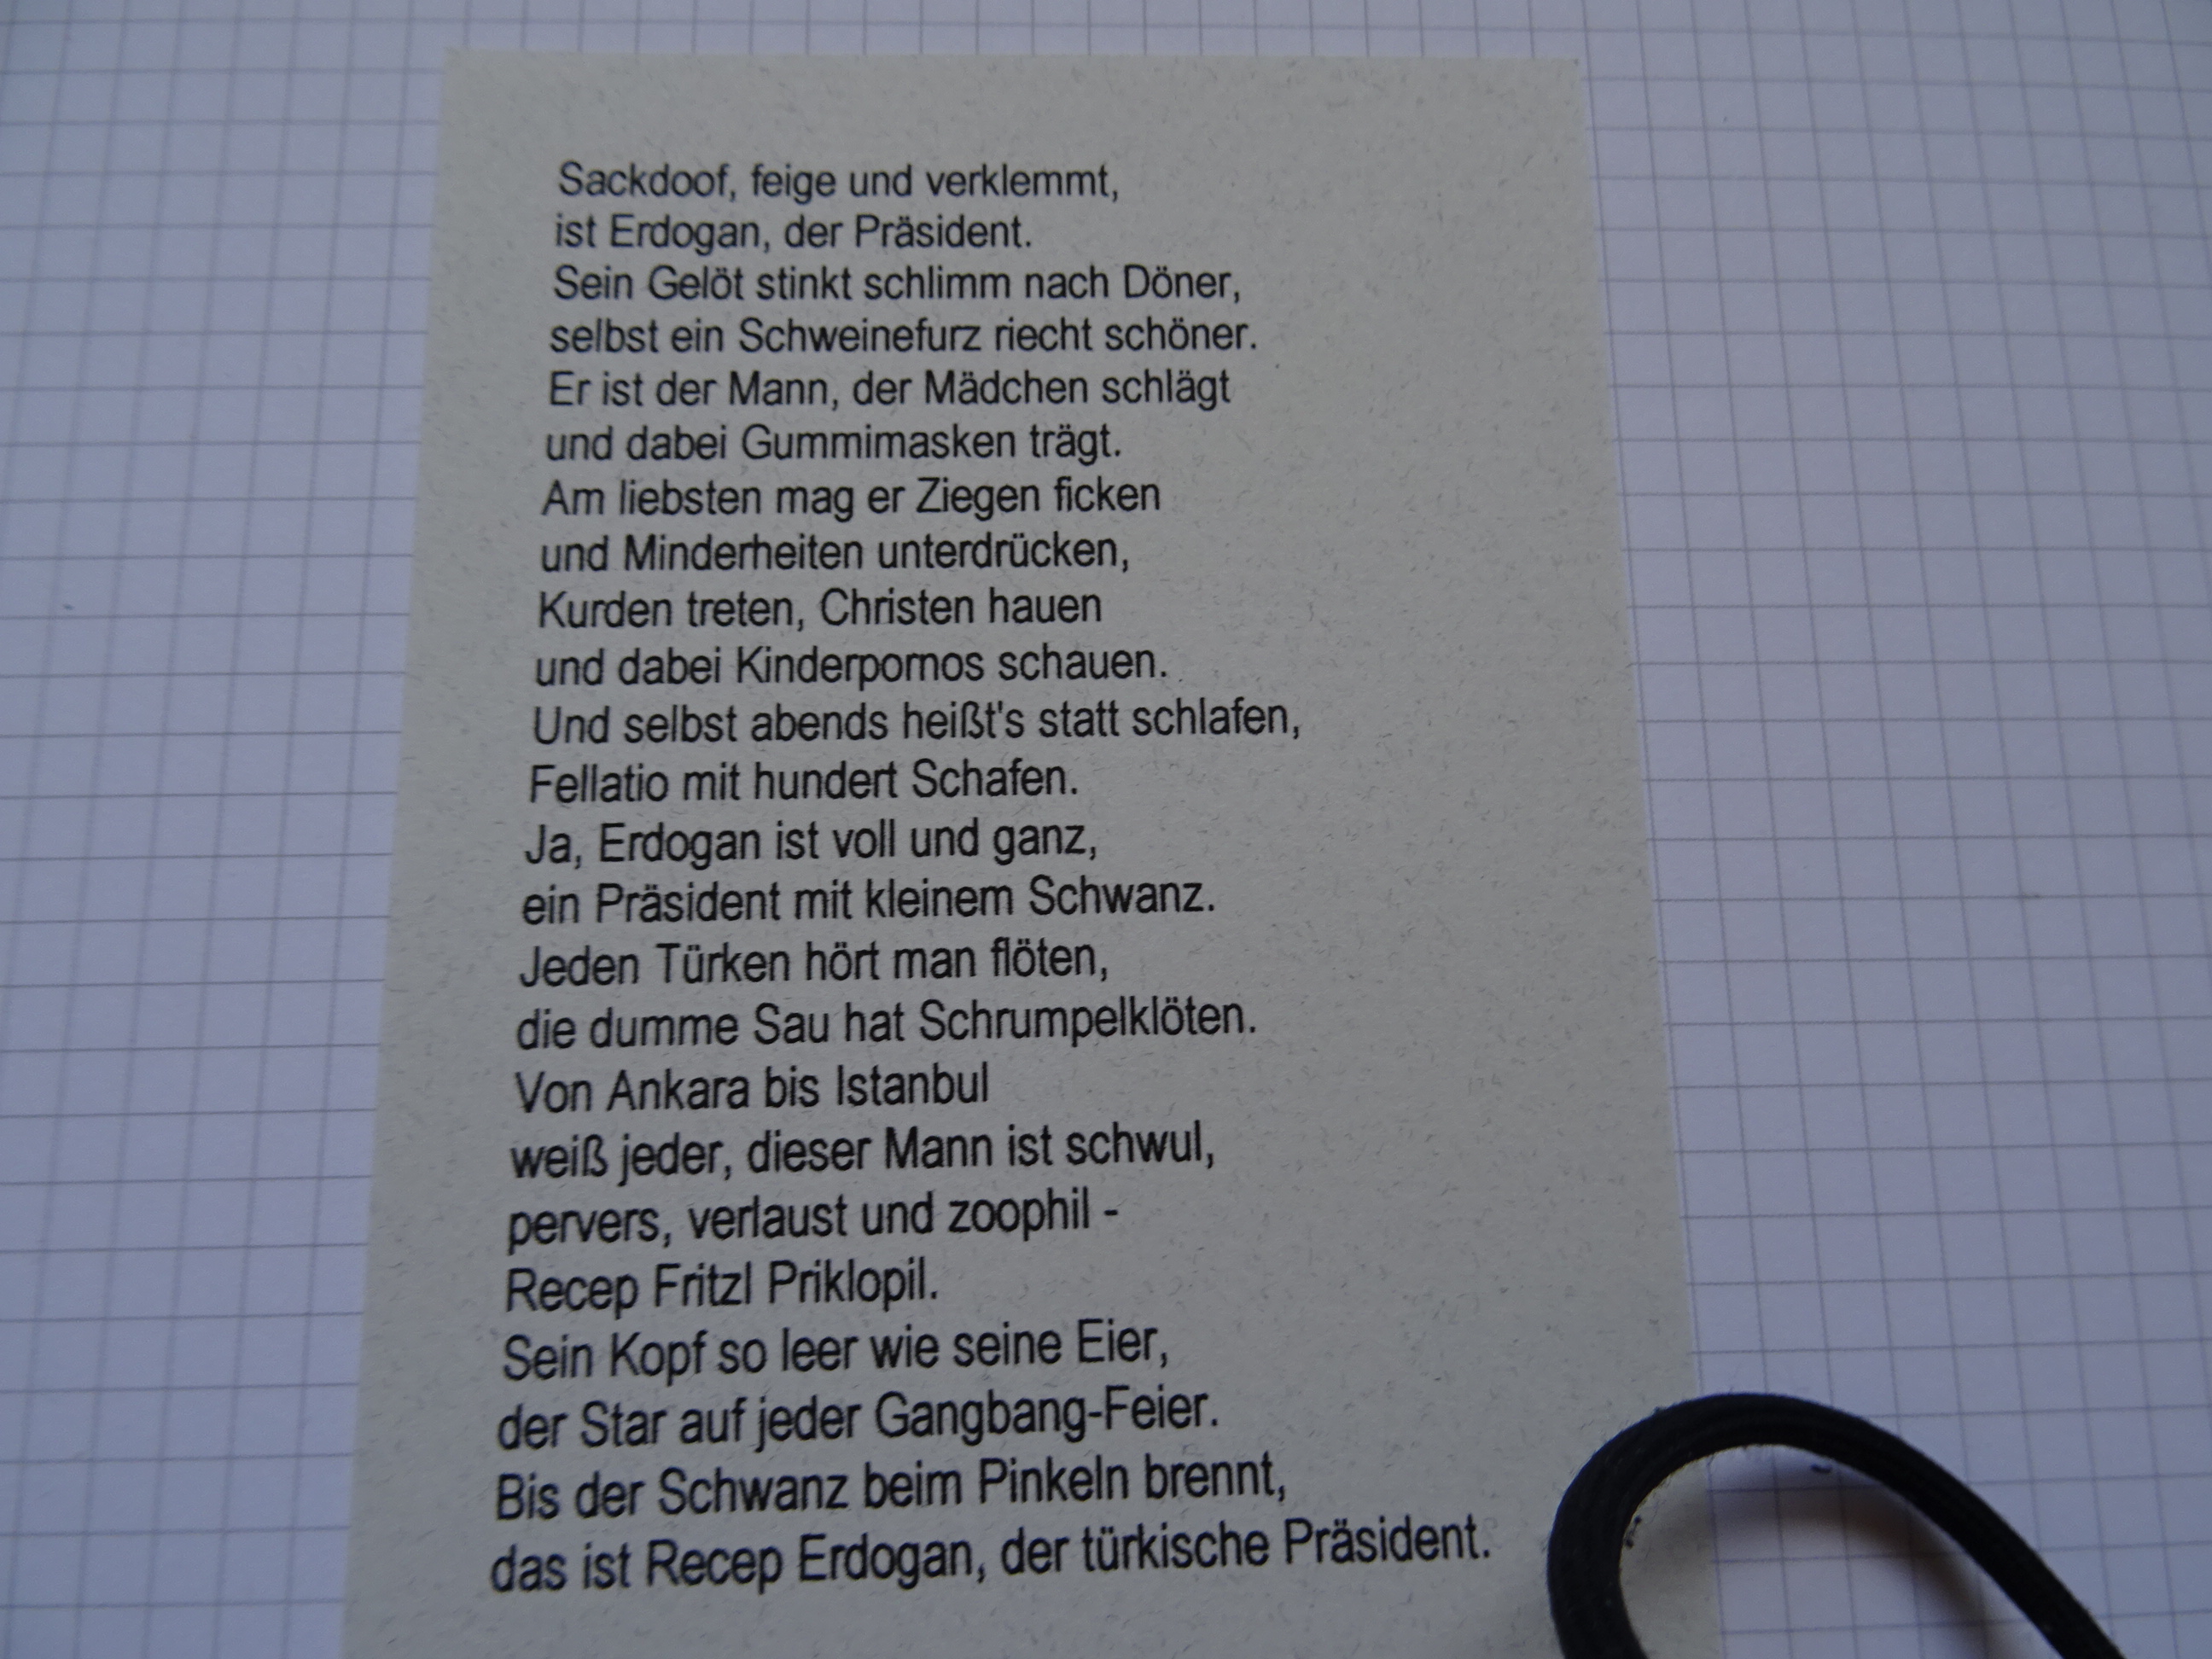 Sackdoof, feige und verklemmt,
ist Erdogan, der Präsident.
Sein Gelöt stinkt schlimm nach Döner,
selbst ein Schweinefurz riecht schöner.
Er ist der Mann, der Mädchen schlägt
und dabei Gummimasken trägt.
Am liebsten mag er Ziegen ficken
und Minderheiten unterdrücken,
Kurden treten, Christen hauen
und dabei Kinderpornos schauen.
Und selbst abends heißt's statt schlafen,
Fellatio mit hundert Schafen.
Ja, Erdogan ist voll und ganz,
ein Präsident mit kleinem Schwanz.
Jeden Türken hört man flöten,
die dumme Sau hat Schrumpelklöten.
Von Ankara bis Istanbul
weiß jeder, dieser Mann ist schwul,
pervers, verlaust und zoophil -
Recep Fritzl Priklopil.
Sein Kopf so leer wie seine Eier,
der Star auf jeder Gangbang-Feier.
Bis der Schwanz beim Pinkeln brennt,
das ist Recep Erdogan, der türkische Präsident.